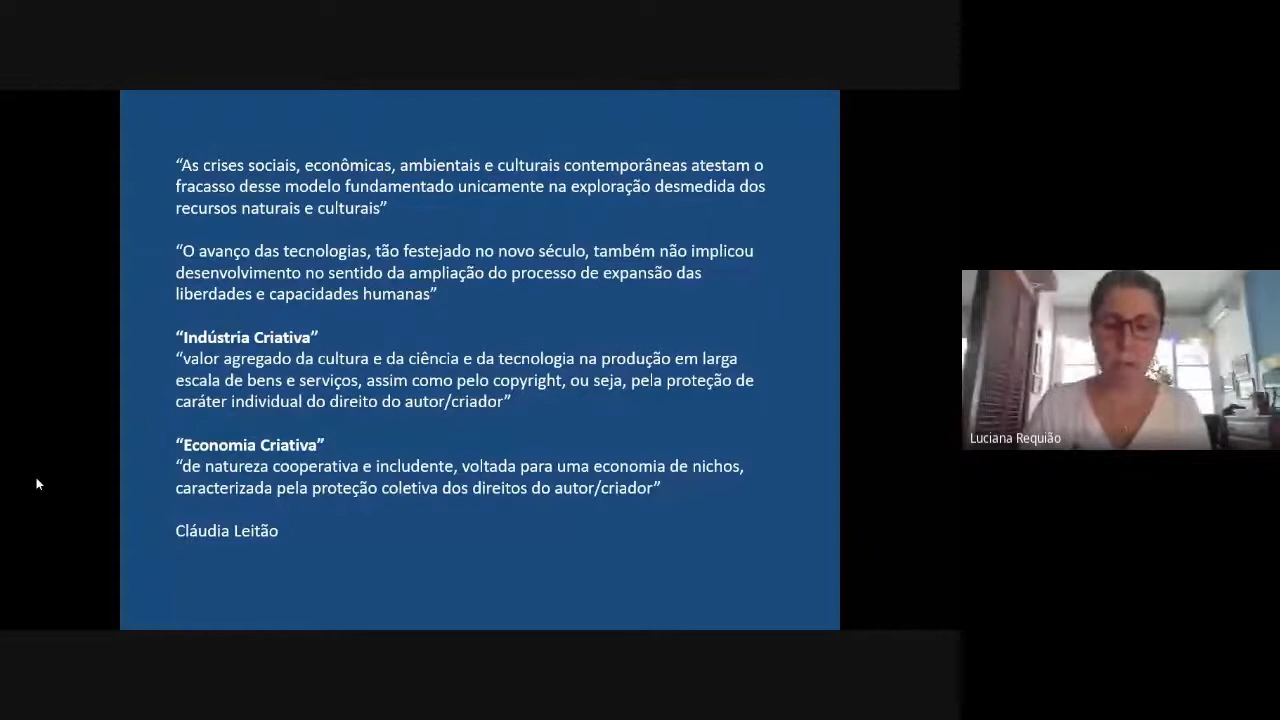 “As crises sociais, econômicas, ambientais e culturais contemporâneas atestam o
fracasso desse modelo fundamentado unicamente na exploração desmedida dos
recursos naturais e culturais”
“O avanço das tecnologias, tão festejado no novo século, também não implicou
desenvolvimento no sentido da ampliação do processo de expansão das
liberdades e capacidades humanas”
“Indústria Criativa”
“valor agregado da cultura e da ciência e da tecnologia na produção em larga
escala de bens e serviços, assim como pelo copyright, ou seja, pela proteção de
caráter individual do direito do autor/criador”
“Economia Criativa”
“de natureza cooperativa e includente, voltada para uma economia de nichos,
caracterizada pela proteção coletiva dos direitos do autor/criador”
Cláudia Leitão
Luciana Requião